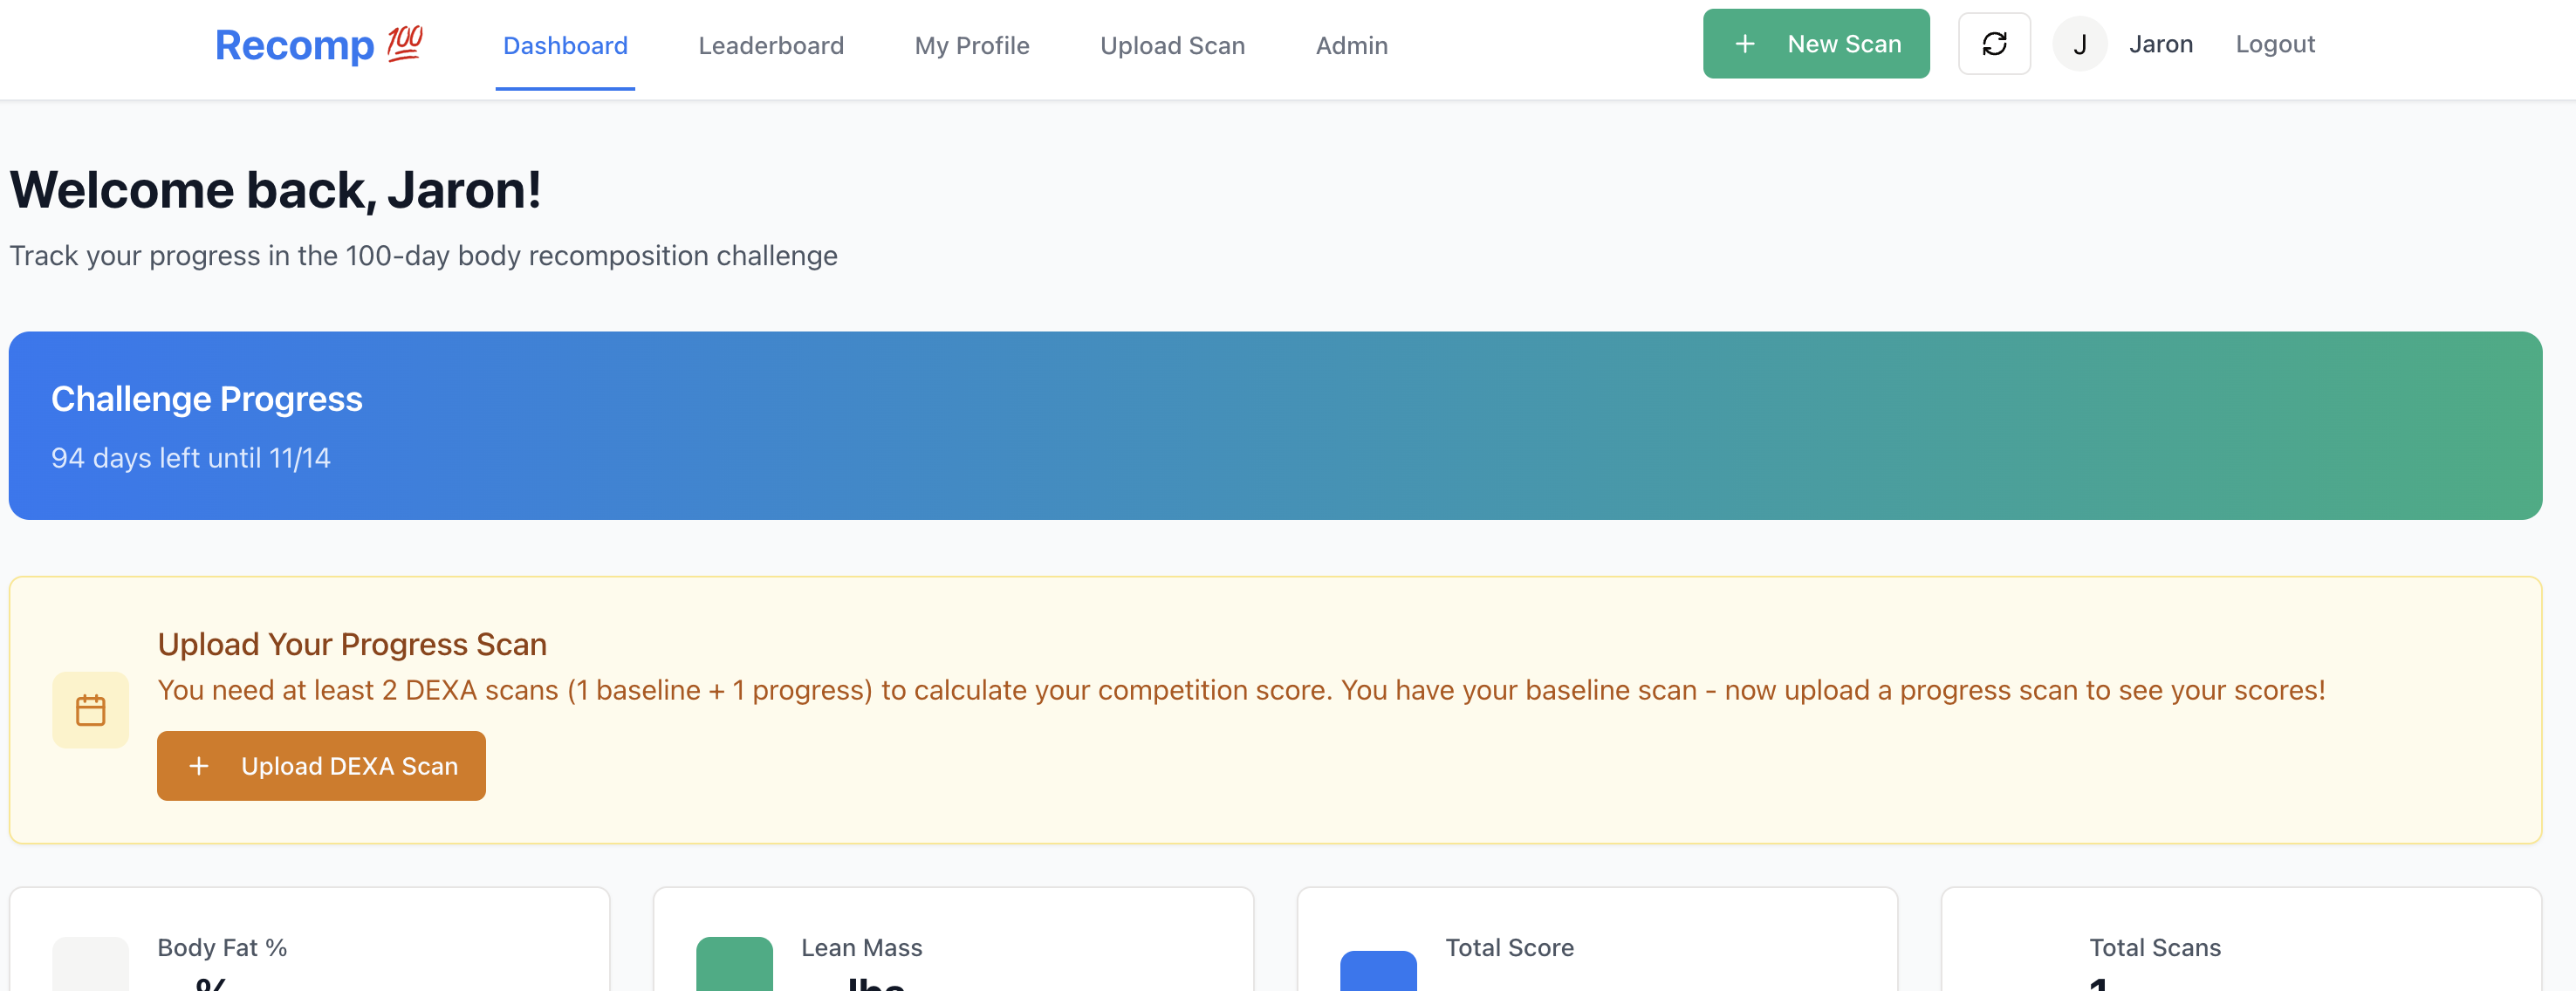 Recomp 💯 Dashboard Leaderboard My Profile Upload Scan Admin + New Scan J Jaron Logout
Welcome back, Jaron!
Track your progress in the 100-day body recomposition challenge
Challenge Progress
94 days left until 11/14
Upload Your Progress Scan
You need at least 2 DEXA scans (1 baseline + 1 progress) to calculate your competition score. You have your baseline scan - now upload a progress scan to see your scores!
+ Upload DEXA Scan
Body Fat % Lean Mass Total Score Total Scans
% lbs 1